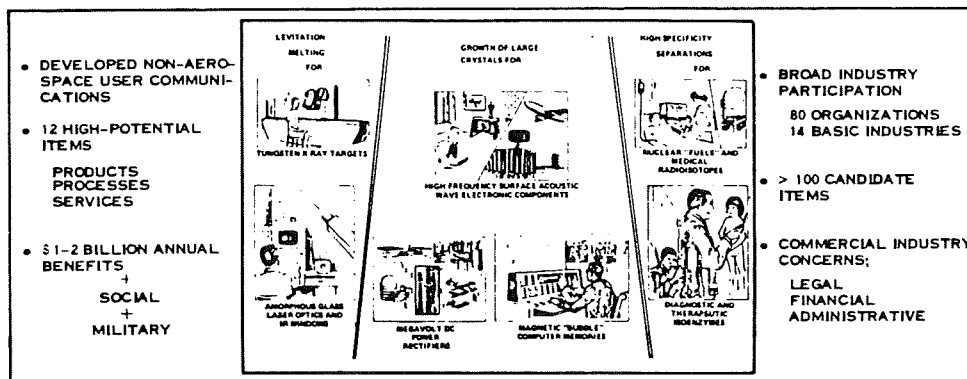 • DEVELOPED NON-AERO-
SPACE USER COMMUNI-
CATIONS
• 12 HIGH-POTENTIAL
ITEMS
PRODUCTS
PROCESSES
SERVICES
• $1-2 BILLION ANNUAL
BENEFITS
+
SOCIAL
+
MILITARY
LEVITATION
MELTING
FOR
TUNGSTEN X RAY TARGETS
AMORPHOUS GLASS
LASER OPTICS AND
IR WINDOWS
GROWTH OF LARGE
CRYSTALS FOR
HIGH FREQUENCY SURFACE ACOUSTIC
WAVE ELECTRONIC COMPONENTS
MEGAVOLT DC
POWER
RECTIFIERS
MAGNETIC "BUBBLE"
COMPUTER MEMORIES
HIGH SPECIFICITY
SEPARATIONS
FOR
NUCLEAR "FUELS" AND
MEDICAL
RADIOISOTOPES
DIAGNOSTIC AND
THERAPEUTIC
ISOENZYMES
• BROAD INDUSTRY
PARTICIPATION
80 ORGANIZATIONS
14 BASIC INDUSTRIES
• > 100 CANDIDATE
ITEMS
• COMMERCIAL INDUSTRY
CONCERNS;
LEGAL
FINANCIAL
ADMINISTRATIVE